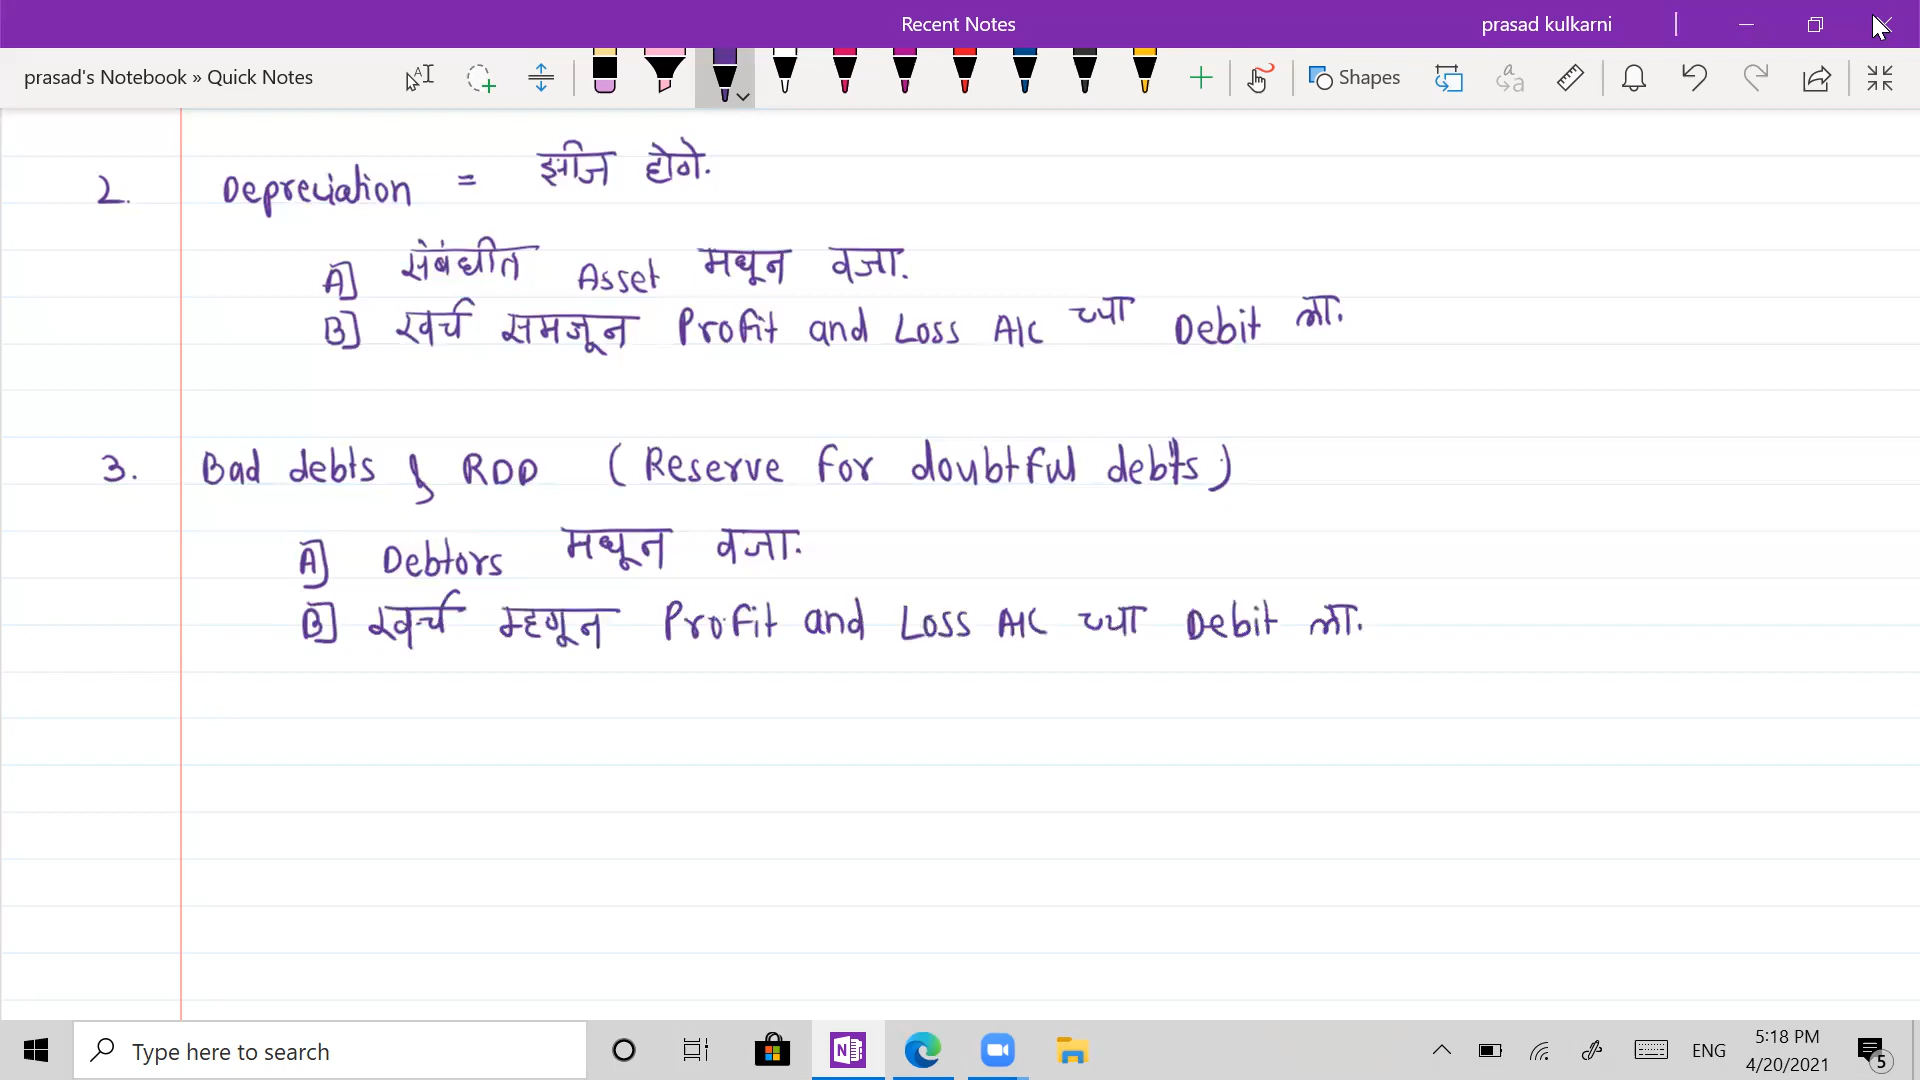 Recent Notes
prasad kulkarni
prasad's Notebook » Quick Notes
Shapes
2. Depreciation = झीज होणे.
A] संबंधीत Asset मधून वजा.
B] खर्च समजून Profit and Loss A/C च्या Debit ला.
3. Bad debts & RDD (Reserve for doubtful debts)
A] Debtors मधून वजा.
B] खर्च म्हणून Profit and Loss A/C च्या Debit ला.
Type here to search
ENG
5:18 PM
4/20/2021
5